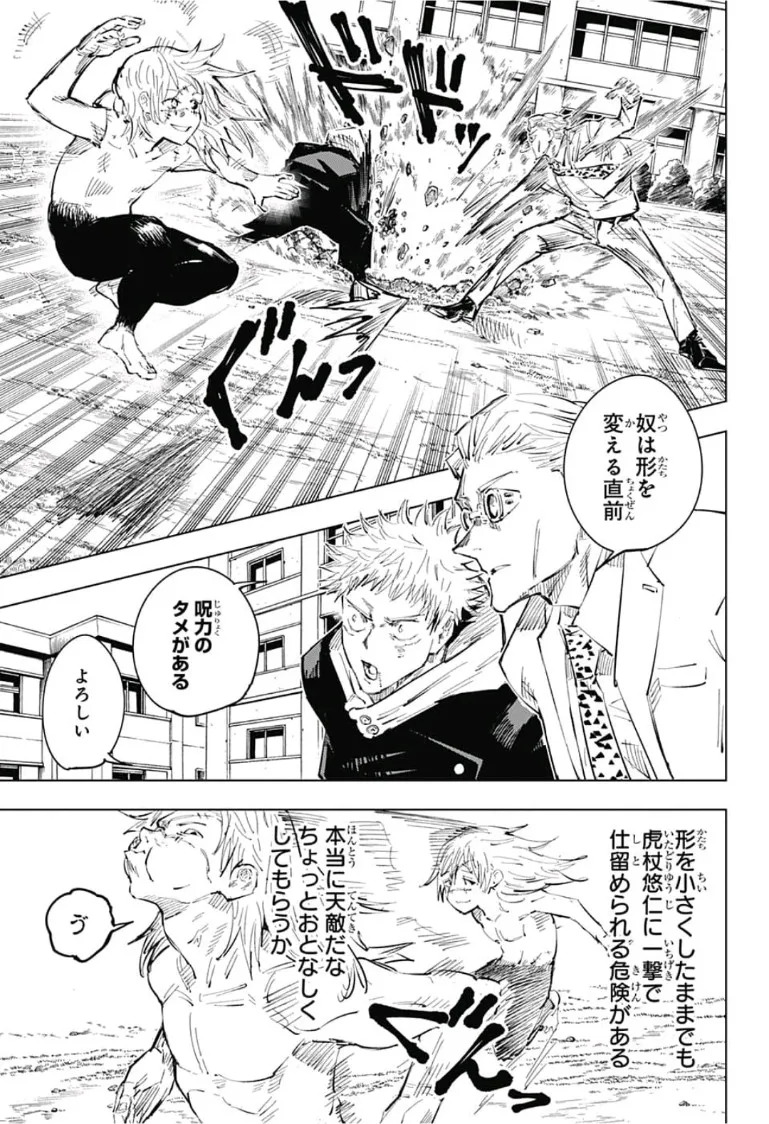 ドドッ
ぐんっ
奴は形を
変える直前
呪力の
タメがある
よろしい
形を小さくしたままでも
虎杖悠仁に一撃で
仕留められる危険がある
本当に天敵だな
ちょっとおとなしく
してもらうか
ぐんっ
ゔ